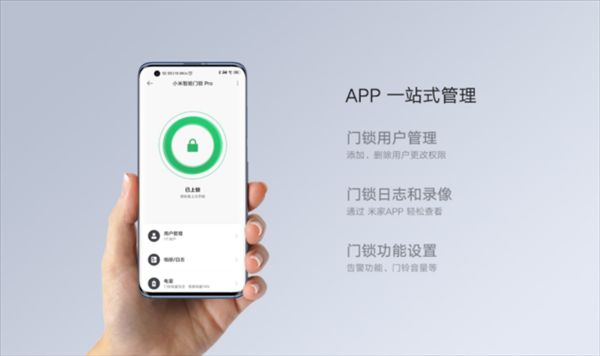 小米智能门锁 Pro
已上锁
用户管理
相册/日志
电量
APP 一站式管理
门锁用户管理
添加、删除用户更改权限
门锁日志和录像
通过 米家APP 轻松查看
门锁功能设置
告警功能、门铃音量等